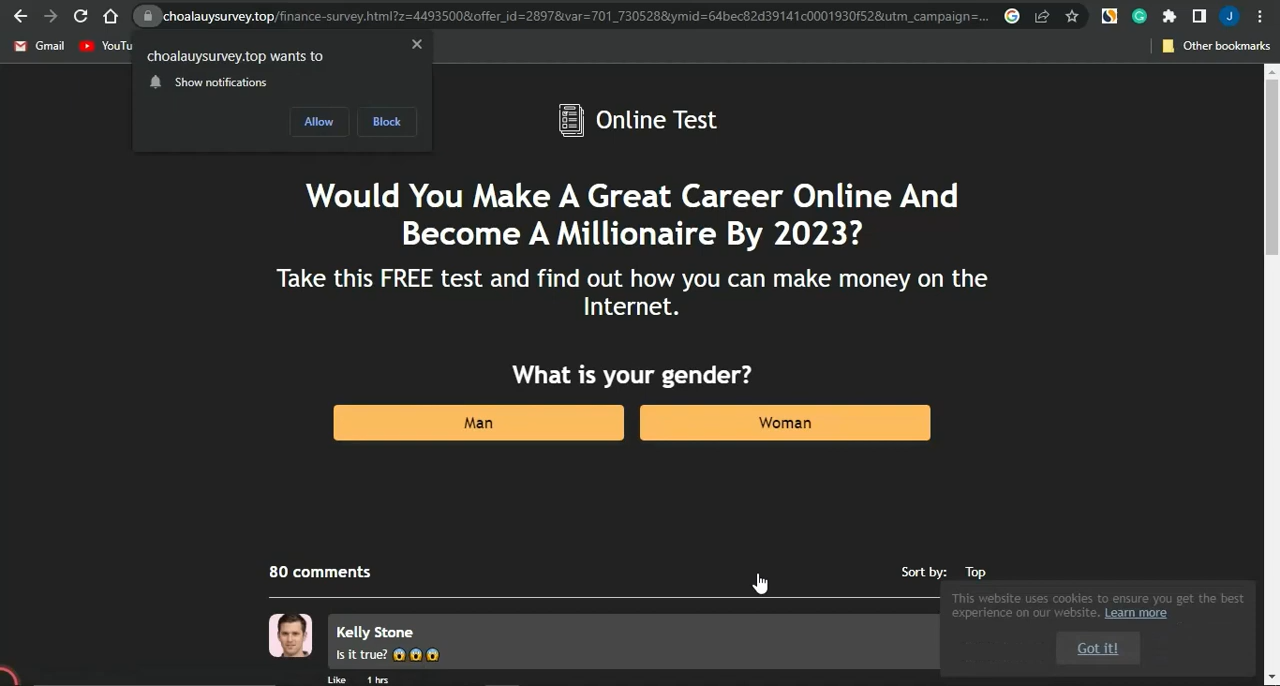 choalauysurvey.top/finance-survey.html?z=4493500&offer_id=2897&var=701_730528&ymid=64bec82d39141c0001930f52&utm_campaign=...
J
Gmail
YouTu
Other bookmarks
choalauysurvey.top wants to
Show notifications
Allow
Block
Online Test
Would You Make A Great Career Online And
Become A Millionaire By 2023?
Take this FREE test and find out how you can make money on the
Internet.
What is your gender?
Man
Woman
80 comments
Sort by:
Top
This website uses cookies to ensure you get the best
experience on our website. Learn more
Got it!
Kelly Stone
Is it true? 😱😱😱
Like
1 hrs